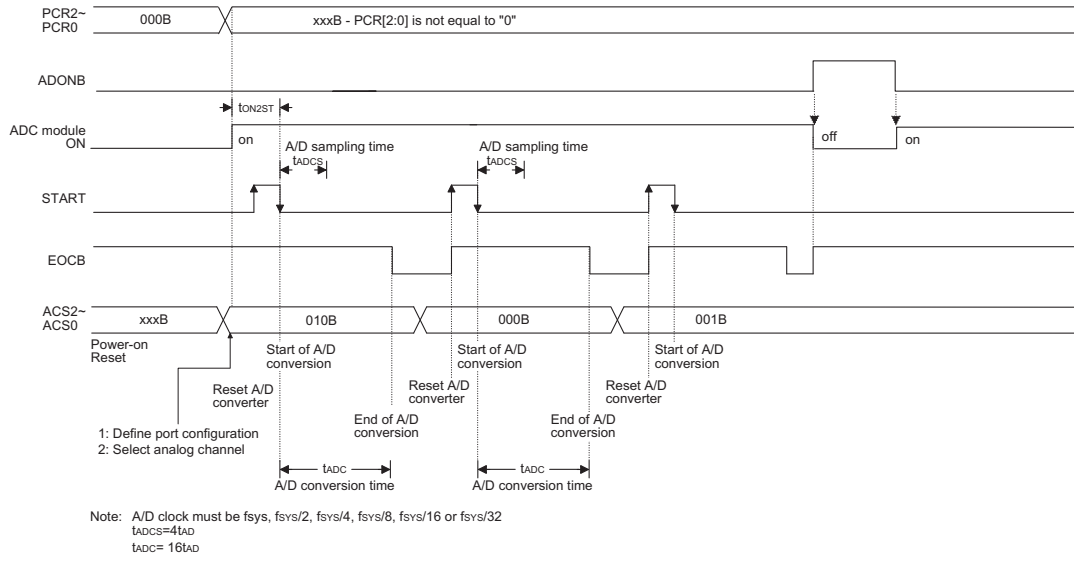 PCR2~
PCR0
000B
xxxB - PCR[2:0] is not equal to "0"
ADONB
tON2ST
ADC module
ON
on
off
on
A/D sampling time
tADCS
A/D sampling time
tADCS
START
EOCB
ACS2~
ACS0
xxxB
010B
000B
001B
Power-on
Reset
Start of A/D
conversion
Start of A/D
conversion
Start of A/D
conversion
Reset A/D
converter
Reset A/D
converter
Reset A/D
converter
End of A/D
conversion
End of A/D
conversion
1: Define port configuration
2: Select analog channel
tADC
A/D conversion time
tADC
A/D conversion time
Note: A/D clock must be fsys, fSYS/2, fSYS/4, fSYS/8, fSYS/16 or fSYS/32
tADCS=4tAD
tADC= 16tAD